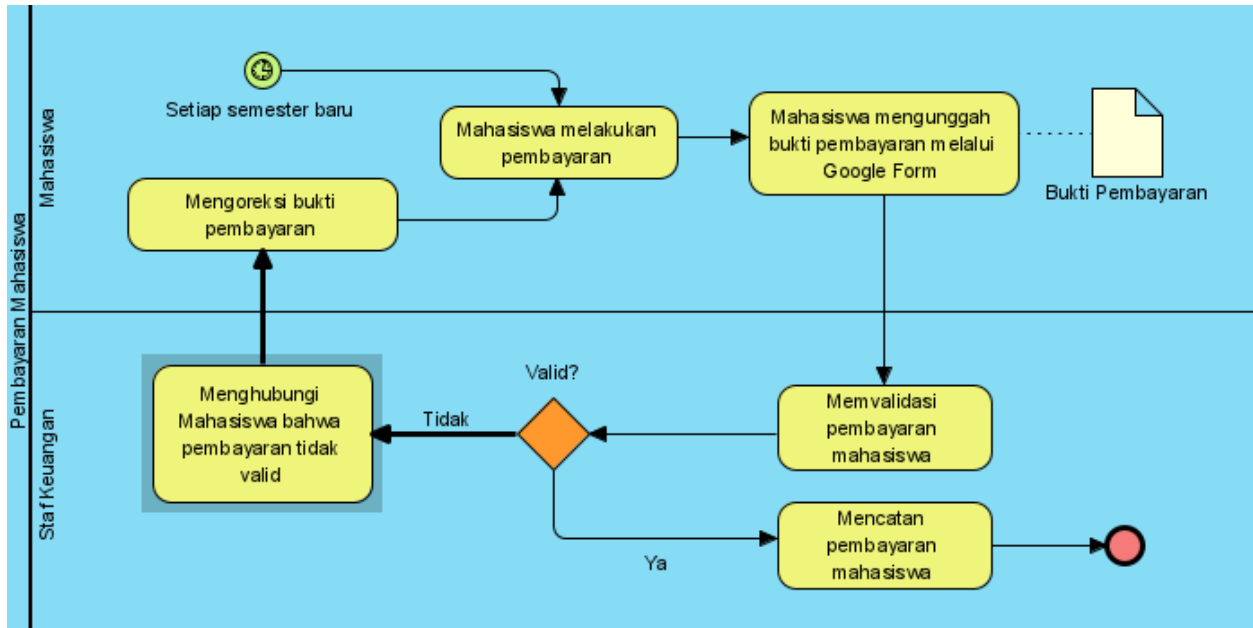 Pembayaran Mahasiswa
Mahasiswa
Setiap semester baru
Mahasiswa melakukan
pembayaran
Mahasiswa mengunggah
bukti pembayaran melalui
Google Form
Bukti Pembayaran
Mengoreksi bukti
pembayaran
Staf Keuangan
Menghubungi
Mahasiswa bahwa
pembayaran tidak
valid
Tidak
Valid?
Memvalidasi
pembayaran
mahasiswa
Ya
Mencatan
pembayaran
mahasiswa